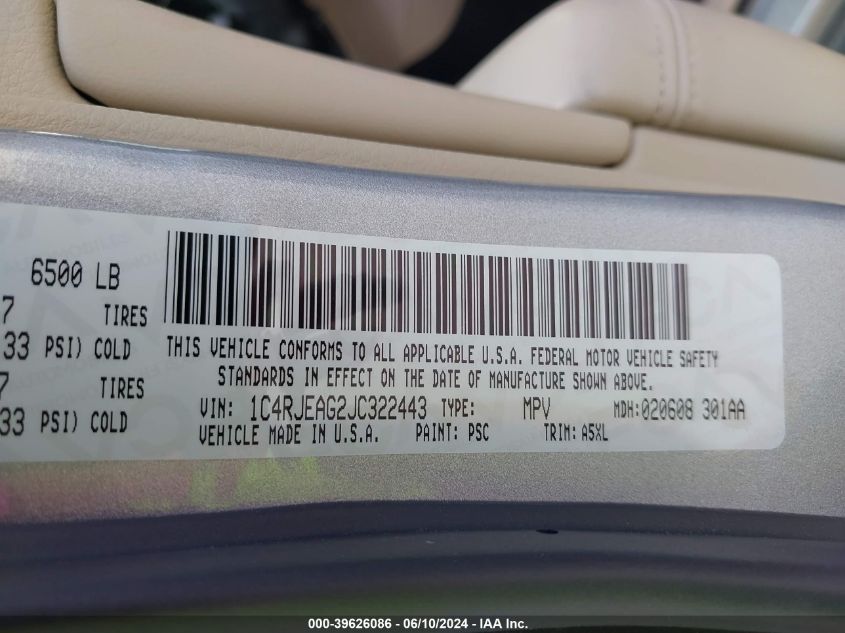 6500 LB
7 TIRES
33 PSI) COLD
7 TIRES
33 PSI) COLD
THIS VEHICLE CONFORMS TO ALL APPLICABLE U.S.A. FEDERAL MOTOR VEHICLE SAFETY
STANDARDS IN EFFECT ON THE DATE OF MANUFACTURE SHOWN ABOVE.
VIN: 1C4RJEAG2JC322443 TYPE: MPV MDH:020608 301AA
VEHICLE MADE IN U.S.A. PAINT: PSC TRIM: A5XL
000-39626086 - 06/10/2024 - IAA Inc.